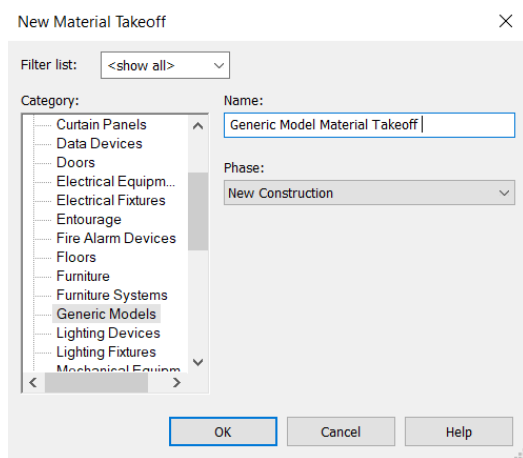 New Material Takeoff
Filter list:
<show all>
Category:
Curtain Panels
Data Devices
Doors
Electrical Equipm...
Electrical Fixtures
Entourage
Fire Alarm Devices
Floors
Furniture
Furniture Systems
Generic Models
Lighting Devices
Lighting Fixtures
Mechanical Equipm
Name:
Generic Model Material Takeoff
Phase:
New Construction
OK
Cancel
Help